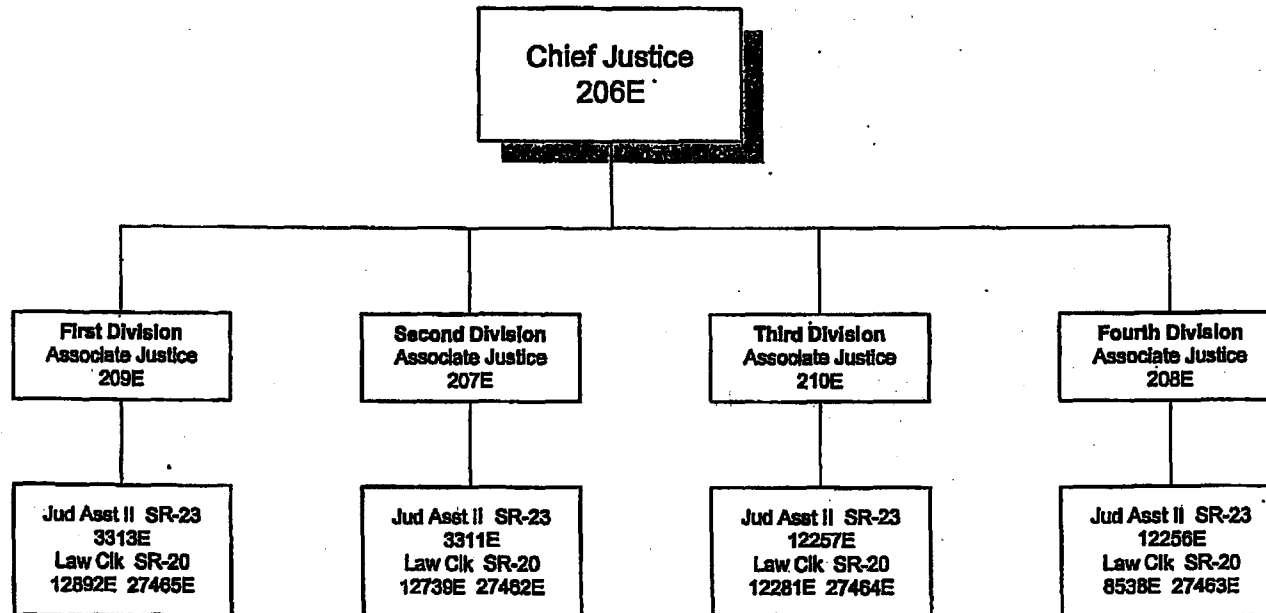 Chief Justice
206E
First Division
Associate Justice
209E
Second Division
Associate Justice
207E
Third Division
Associate Justice
210E
Fourth Division
Associate Justice
208E
Jud Asst II SR-23
3313E
Law Clk SR-20
12892E 27465E
Jud Asst II SR-23
3311E
Law Clk SR-20
12739E 27462E
Jud Asst II SR-23
12257E
Law Clk SR-20
12281E 27464E
Jud Asst II SR-23
12256E
Law Clk SR-20
8538E 27463E